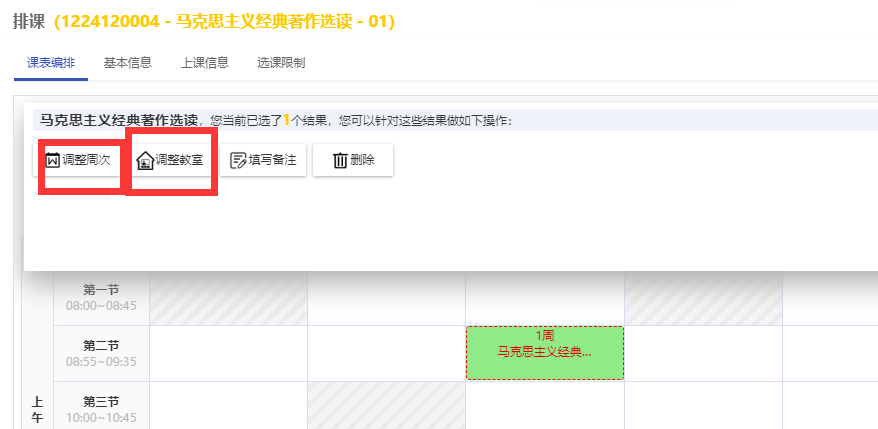 排课（1224120004 - 马克思主义经典著作选读 - 01）
课表编排 基本信息 上课信息 选课限制
马克思主义经典著作选读，您当前已选了1个结果，您可以针对这些结果做如下操作：
调整周次 调整教室 填写备注 删除
第一节
08:00~08:45
第二节
08:55~09:35
1周
马克思主义经典...
上午
第三节
10:00~10:45